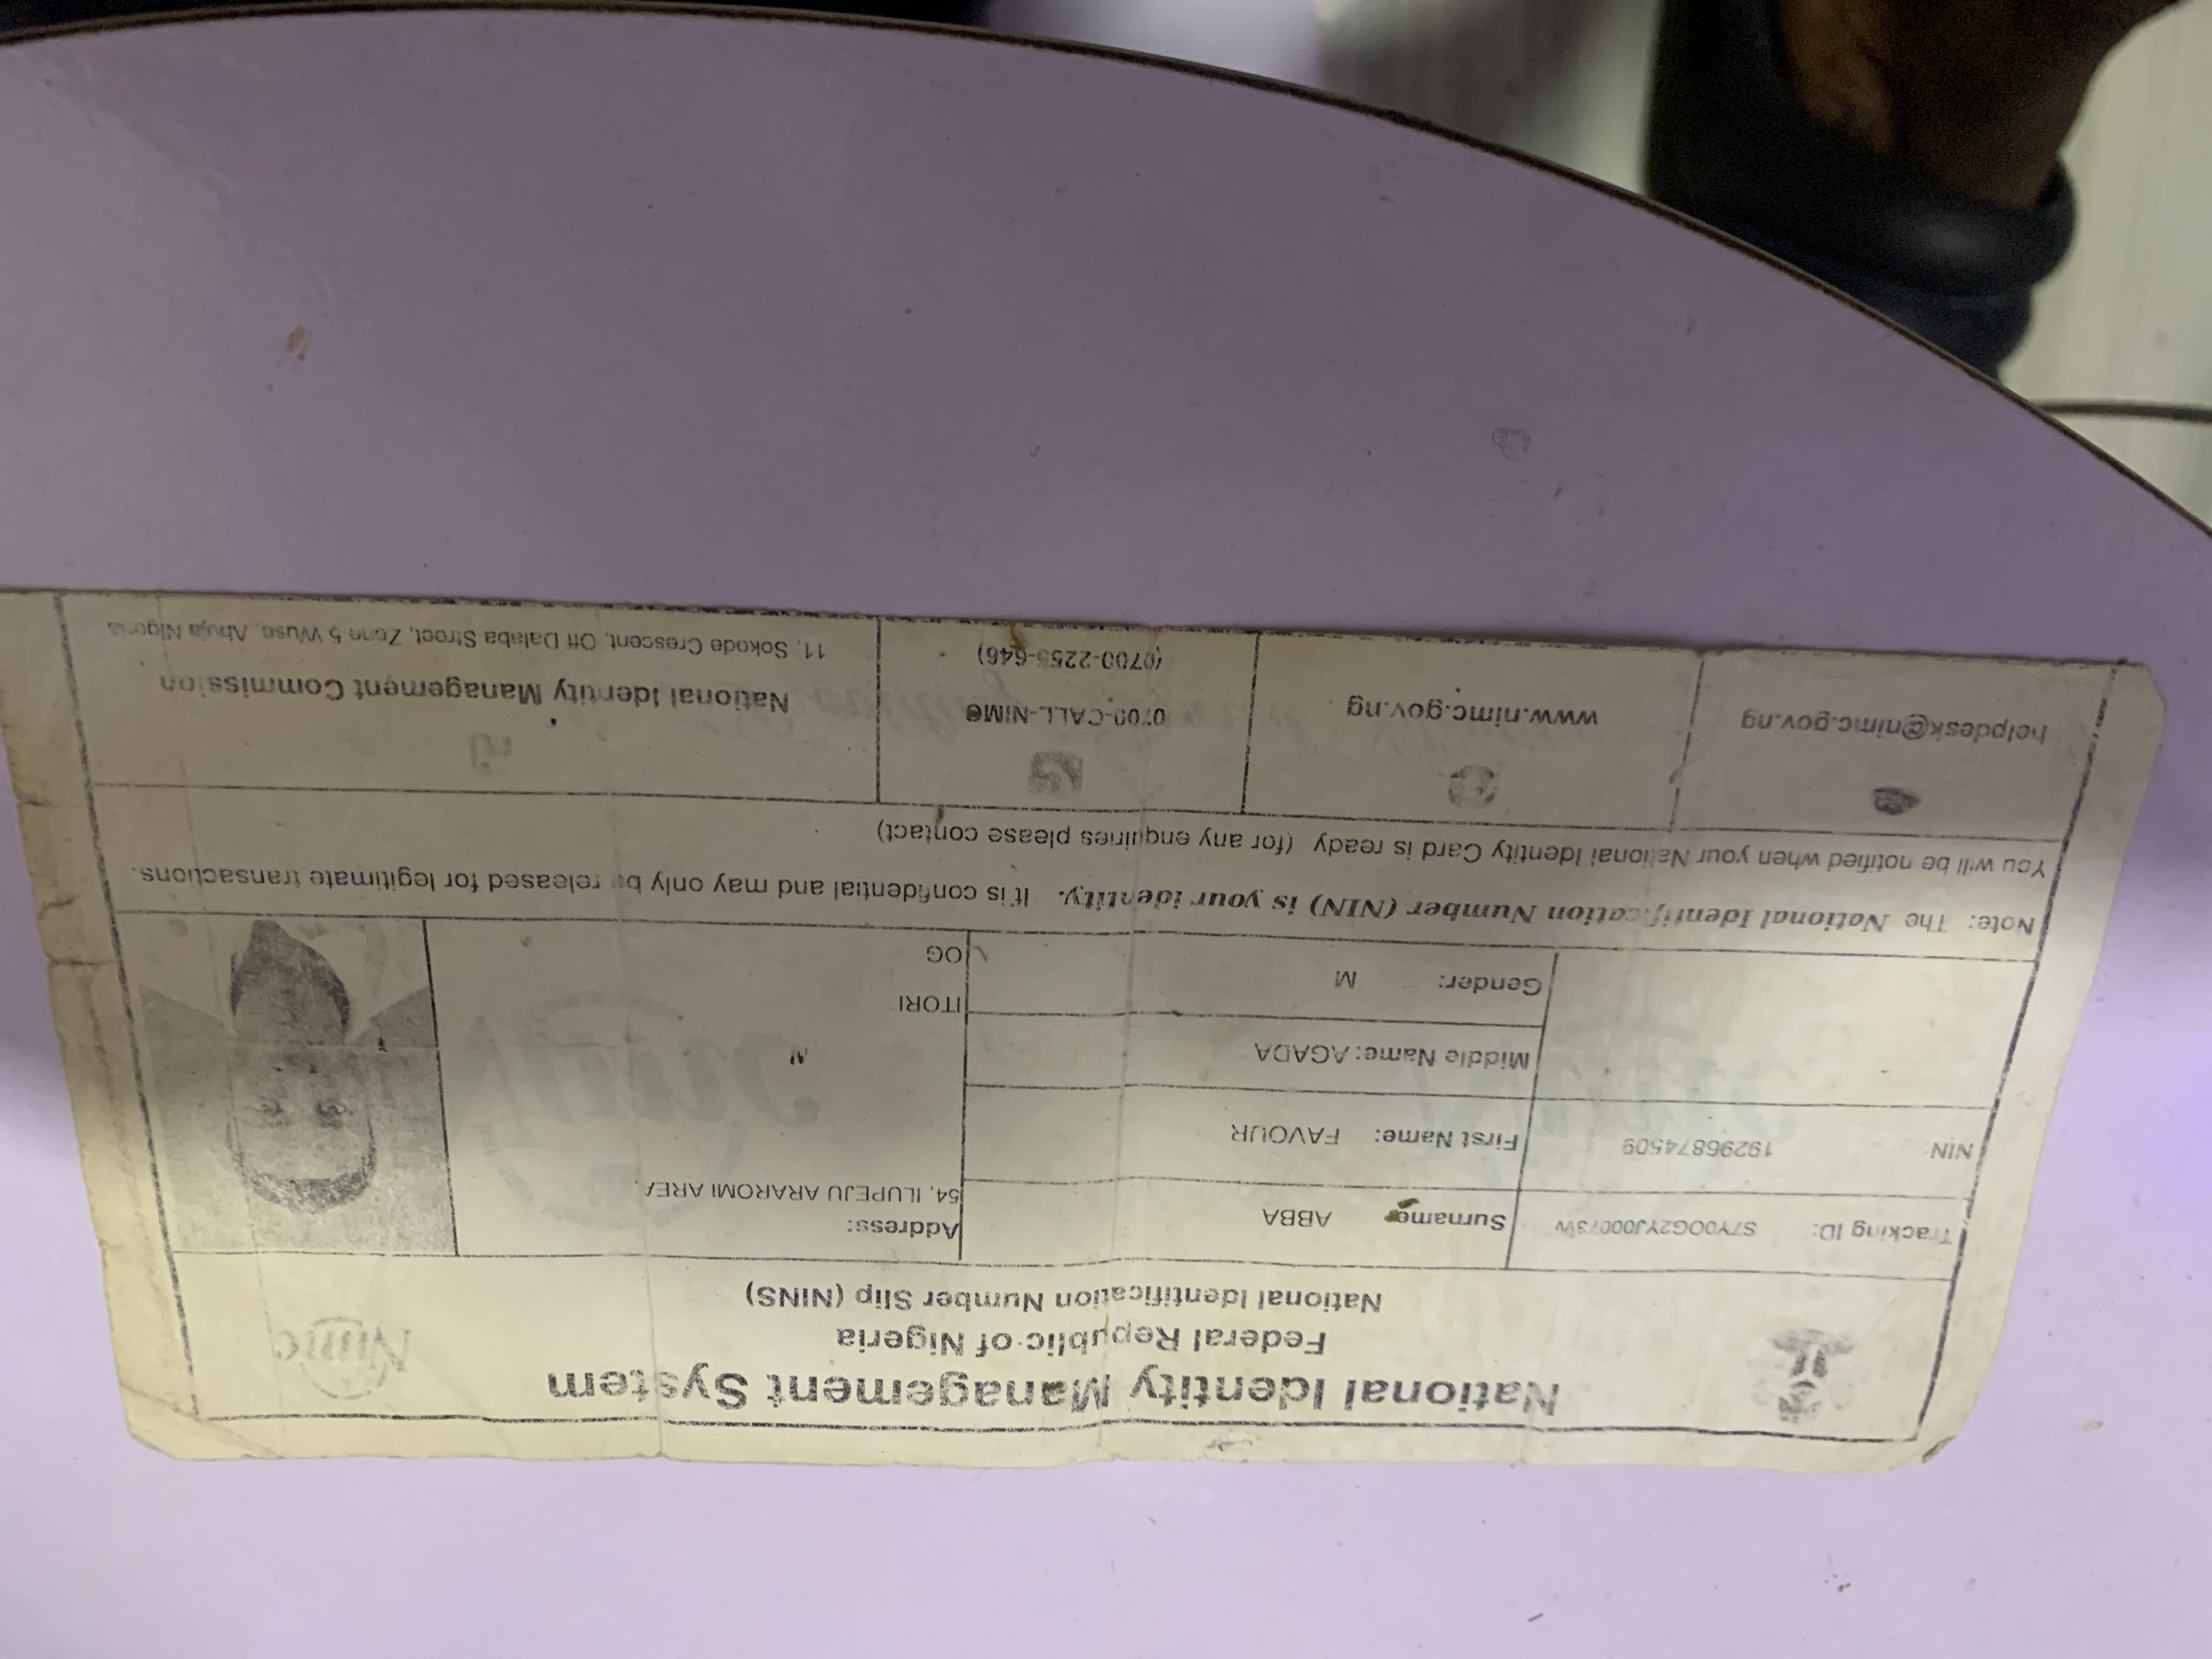 National Identity Management System
Federal Republic of Nigeria
National Identification Number Slip (NINS)
nimc
Tracking ID: S7Y0OG2YJ00073W
Surname ABBA
Address:
54, ILUPEJU ARAROMI AREA,
NIN: 19296874509
First Name: FAVOUR
Middle Name: AGADA
Gender: M
ITORI
OG
Note: The National Identification Number (NIN) is your identity. It is confidential and may only be released for legitimate transactions.
You will be notified when your National Identity Card is ready (for any enquiries please contact)
helpdesk@nimc.gov.ng
www.nimc.gov.ng
0700-CALL-NIMC
(0700-2255-646)
National Identity Management Commission
11, Sokode Crescent, Off Dalaba Street, Zone 5 Wuse, Abuja Nigeria